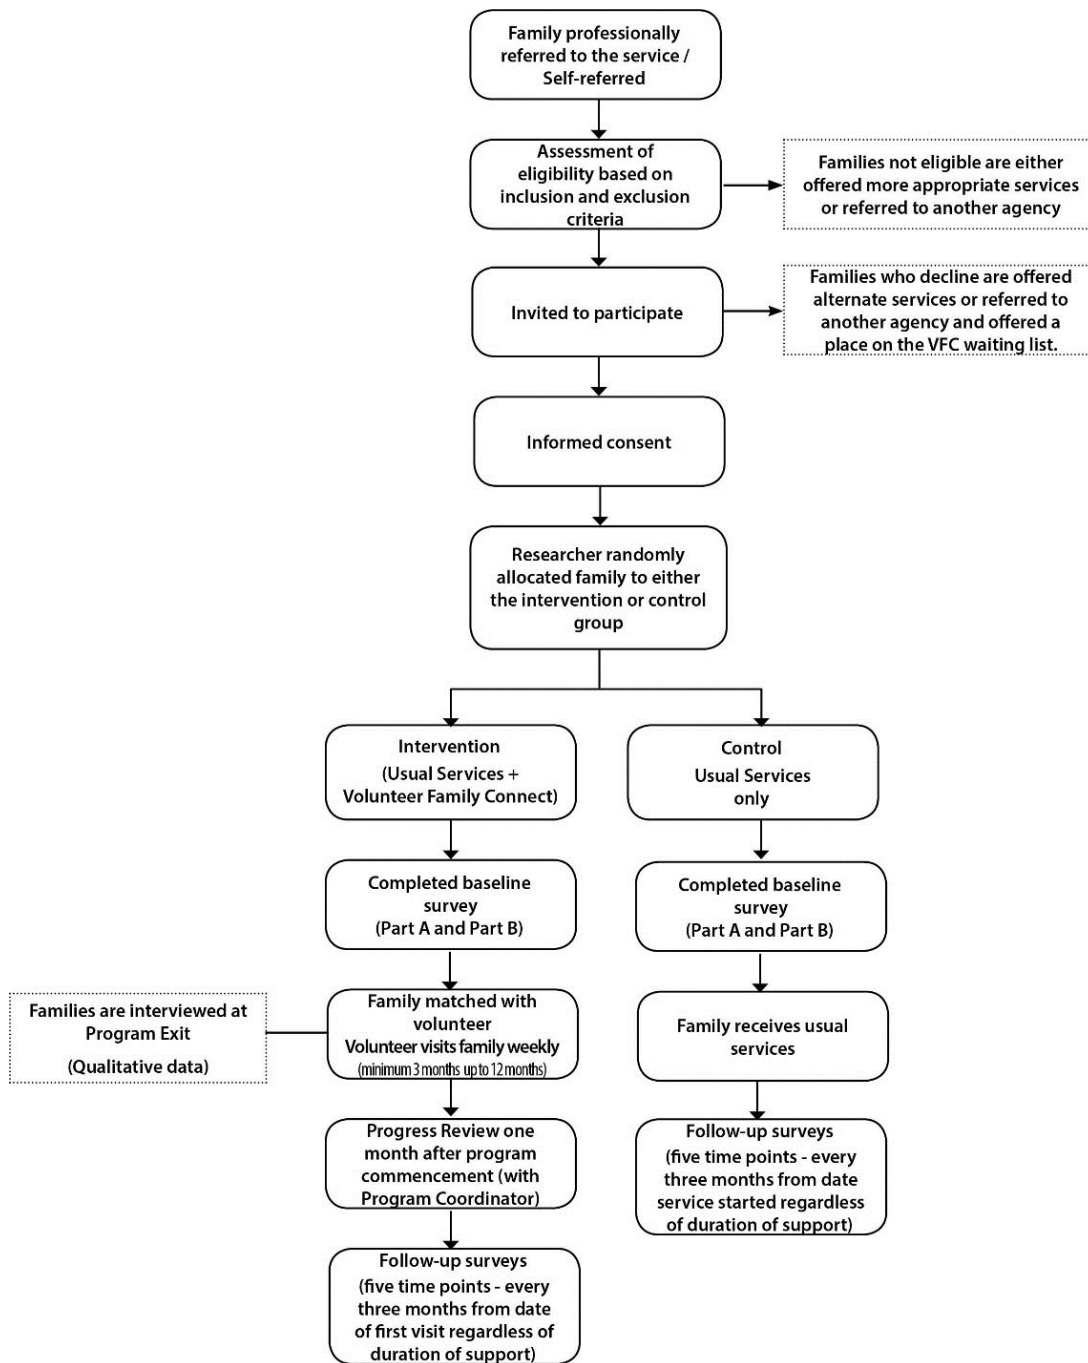 Family professionally
referred to the service /
Self-referred
Assessment of
eligibility based on
inclusion and exclusion
criteria
Families not eligible are either
offered more appropriate services
or referred to another agency
Invited to participate
Families who decline are offered
alternate services or referred to
another agency and offered a
place on the VFC waiting list.
Informed consent
Researcher randomly
allocated family to either
the intervention or control
group
Intervention
(Usual Services +
Volunteer Family Connect)
Control
Usual Services
only
Completed baseline
survey
(Part A and Part B)
Completed baseline
survey
(Part A and Part B)
Families are interviewed at
Program Exit
(Qualitative data)
Family matched with
volunteer
Volunteer visits family weekly
(minimum 3 months up to 12 months)
Family receives usual
services
Progress Review one
month after program
commencement (with
Program Coordinator)
Follow-up surveys
(five time points - every
three months from date
service started regardless
of duration of support)
Follow-up surveys
(five time points - every
three months from date
of first visit regardless of
duration of support)